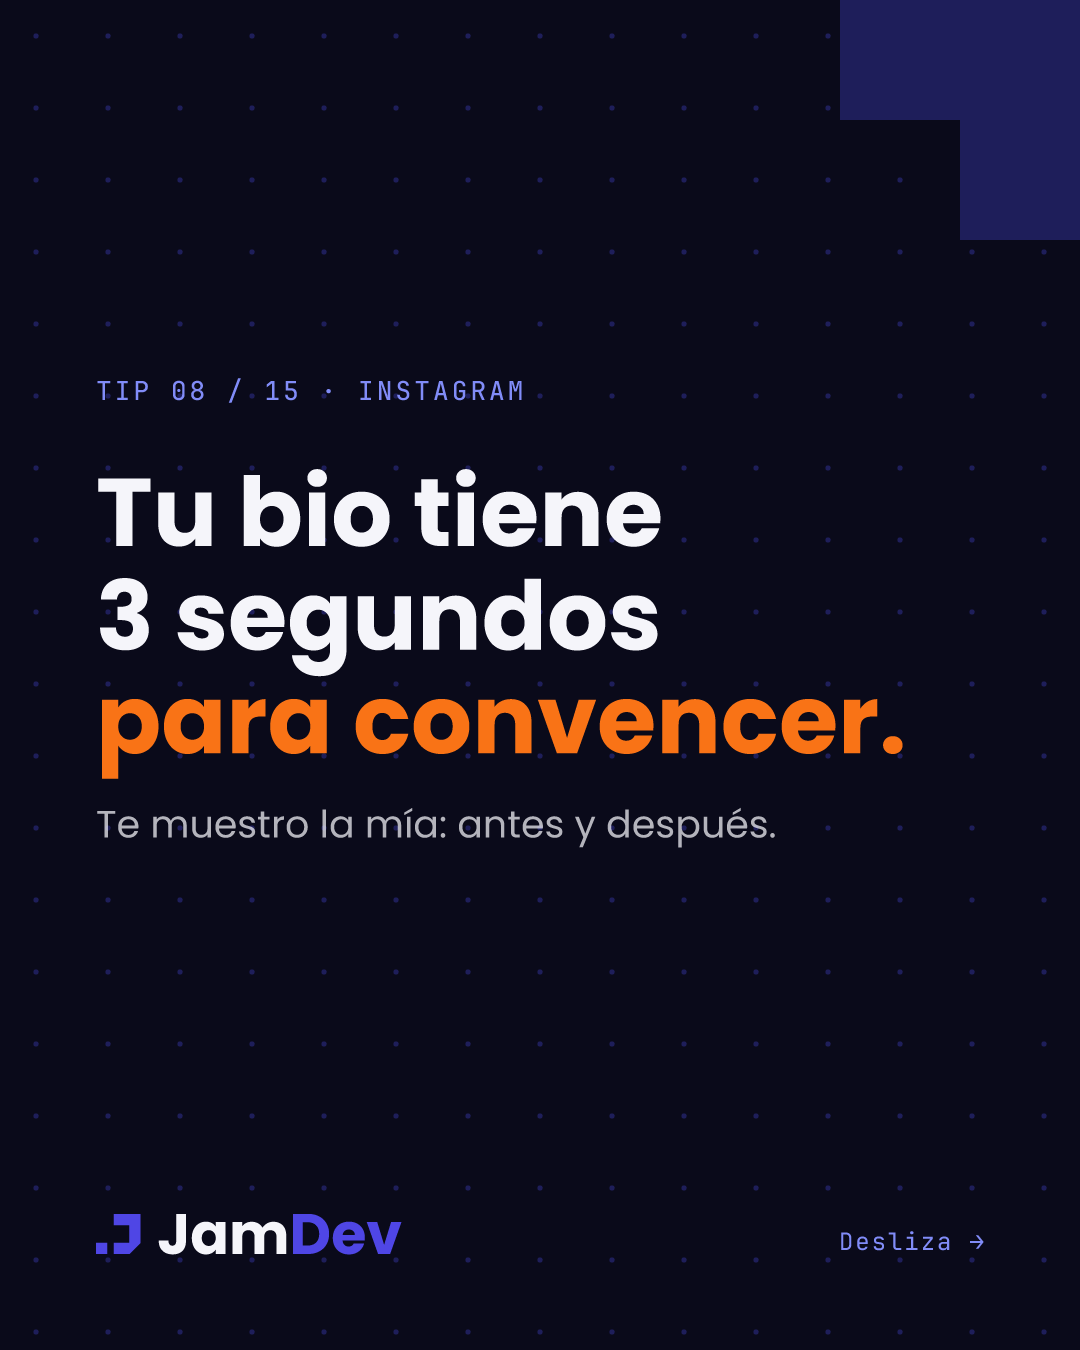 TIP 08 / 15 · INSTAGRAM
Tu bio tiene
3 segundos
para convencer.
Te muestro la mía: antes y después.
JamDev
Desliza →